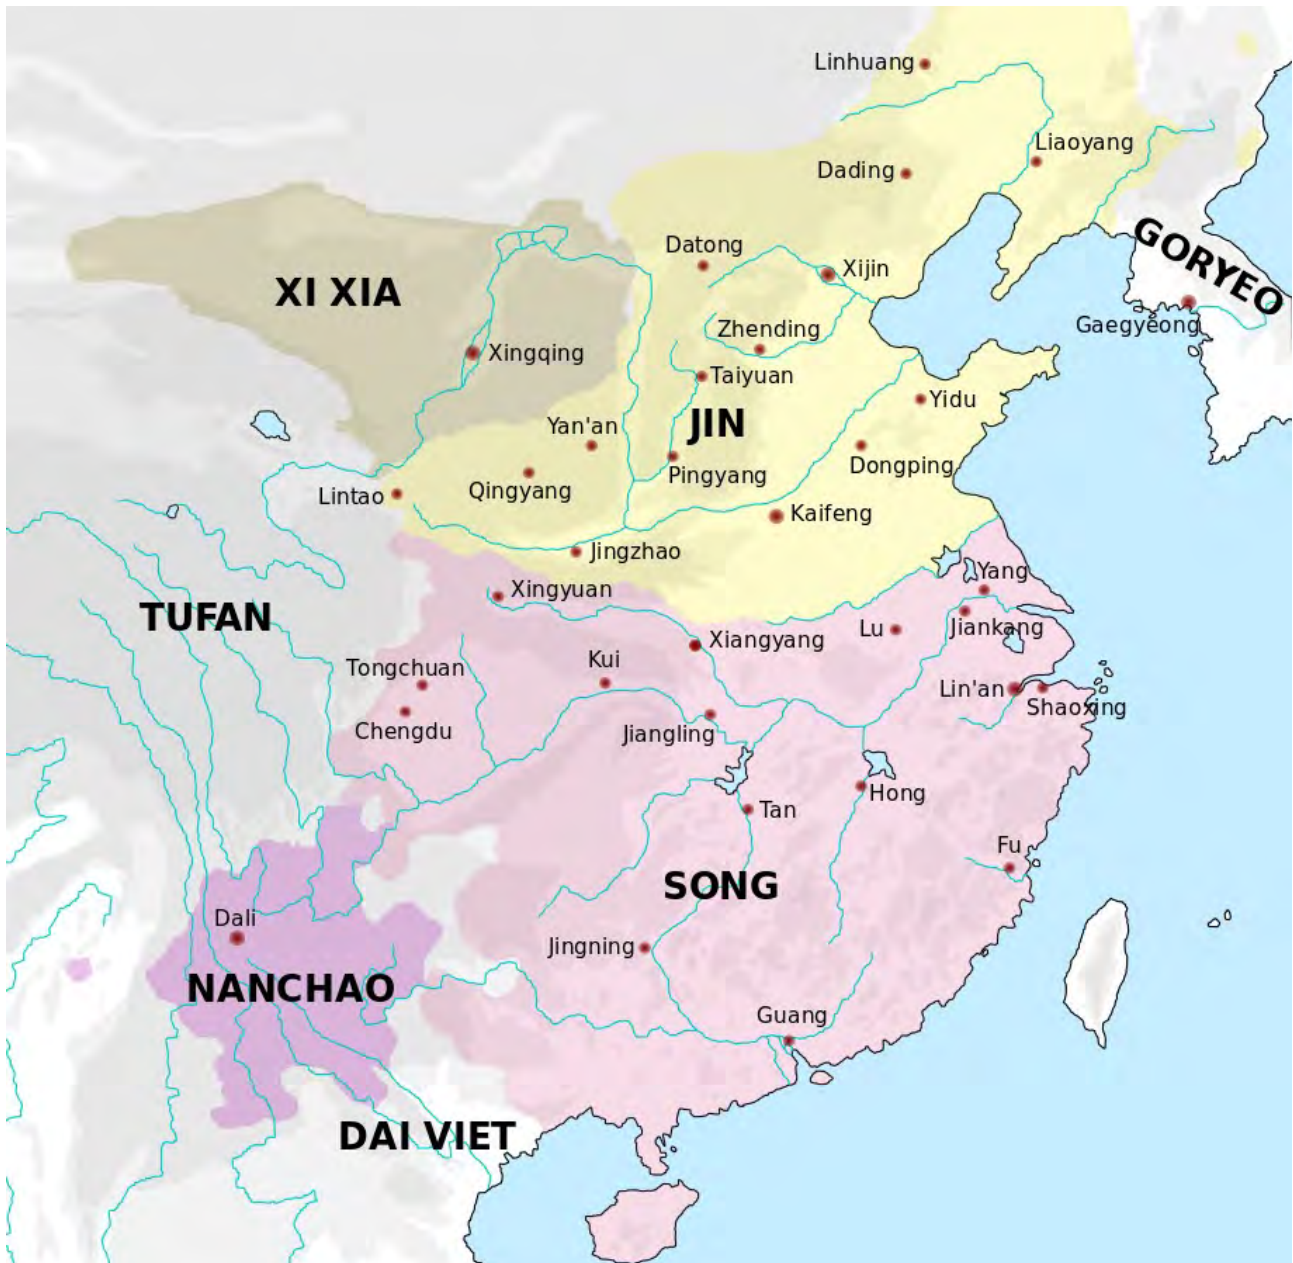 Linhuang
Liaoyang
Dading
GORYEO
Datong
Xijin
XI XIA
Zhending
Gaegyeong
Xingqing
Taiyuan
Yidu
JIN
Yan'an
Dongping
Pingyang
Qingyang
Lintao
Kaifeng
Jingzhao
Yang
Xingyuan
TUFAN
Jiankang
Lu
Xiangyang
Kui
Tongchuan
Lin'an
Shaoxing
Chengdu
Jiangling
Hong
Tan
Fu
SONG
Dali
Jingning
NANCHAO
Guang
DAI VIET